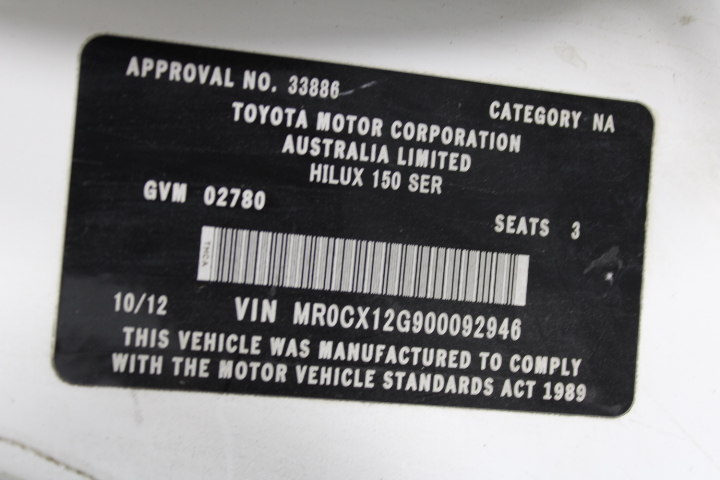 APPROVAL NO. 33886
CATEGORY NA
TOYOTA MOTOR CORPORATION
AUSTRALIA LIMITED
HILUX 150 SER
GVM 02780
SEATS 3
TMCA
10/12 VIN MR0CX12G900092946
THIS VEHICLE WAS MANUFACTURED TO COMPLY
WITH THE MOTOR VEHICLE STANDARDS ACT 1989